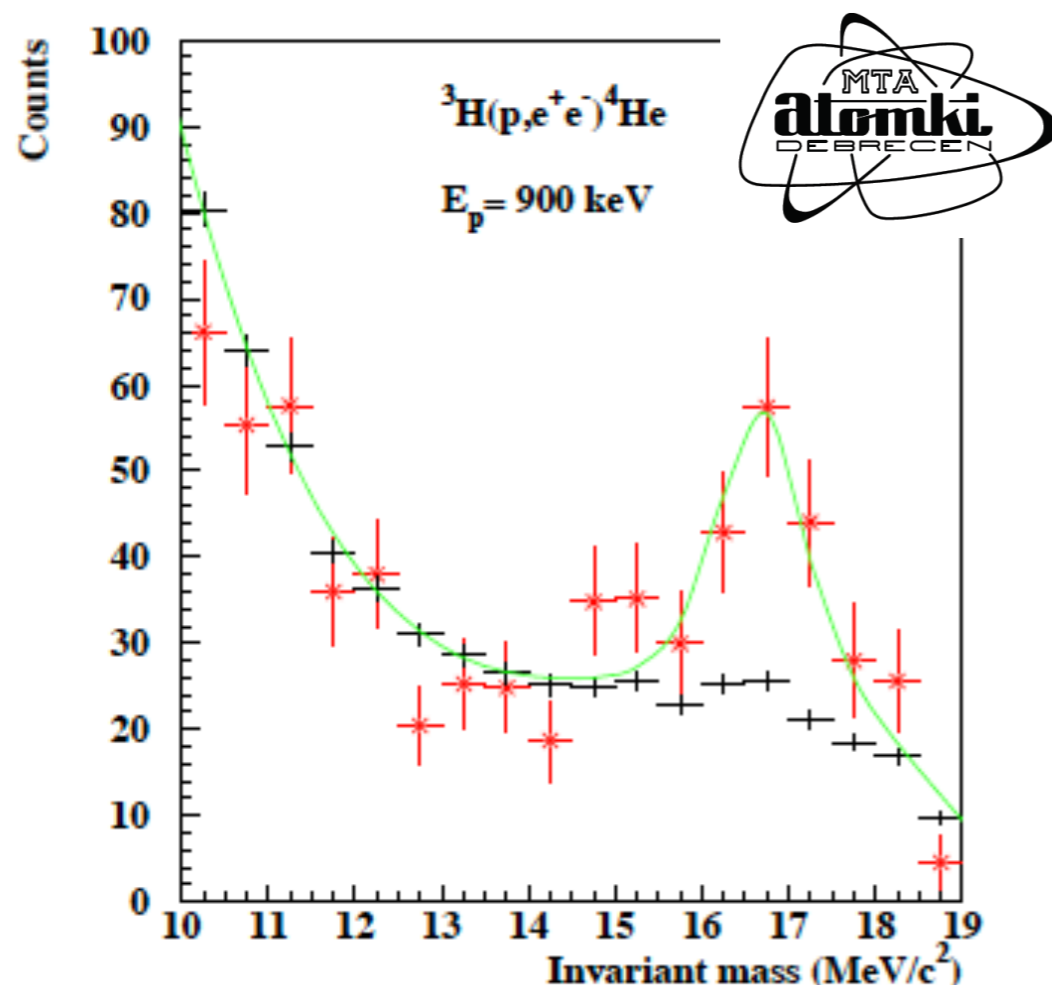 Counts
100
90
80
70
60
50
40
30
20
10
0
³H(p,e⁺e⁻)⁴He
Eₚ= 900 keV
MTA
atomki
DEBRECEN
10 11 12 13 14 15 16 17 18 19
Invariant mass (MeV/c²)